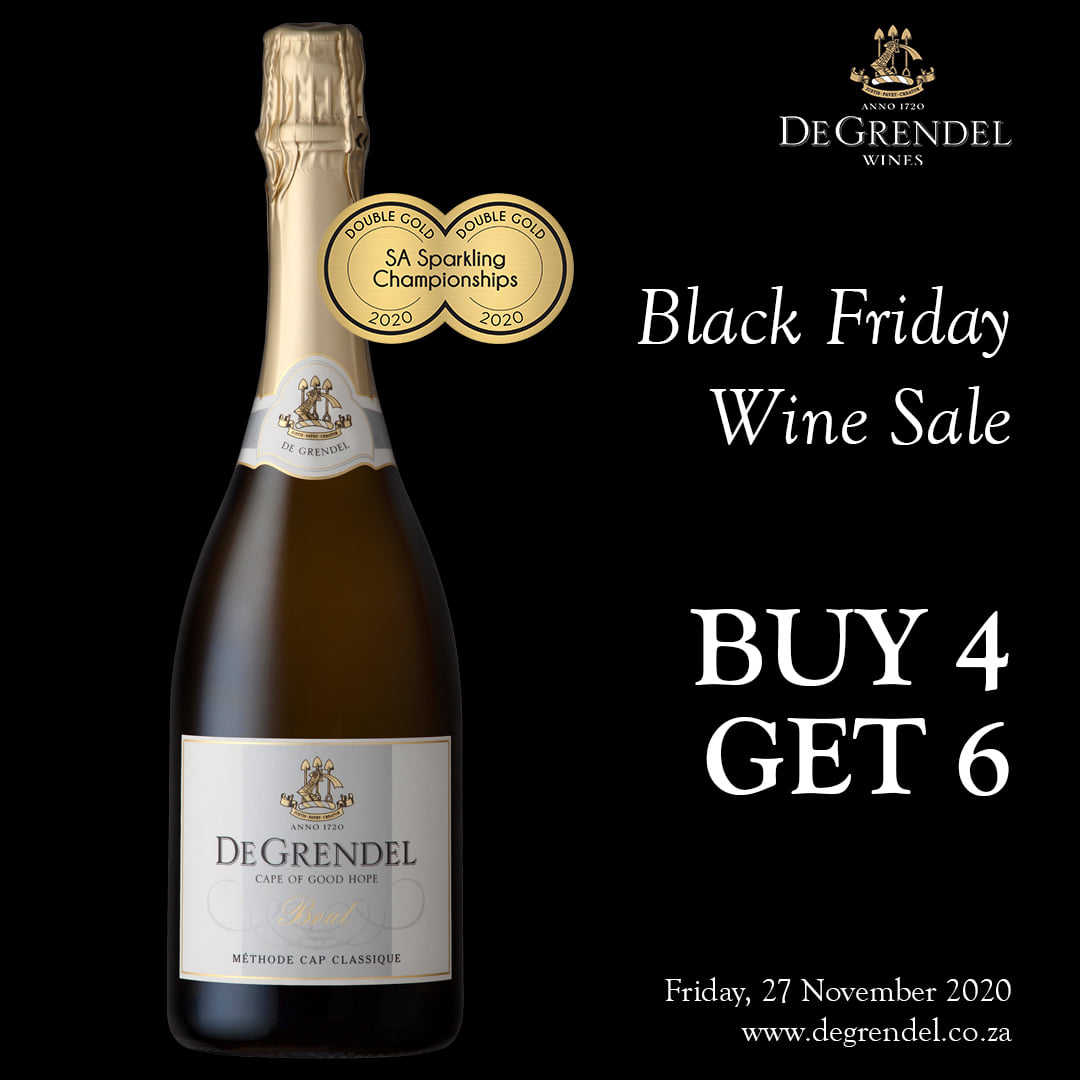 ANNO 1720
DEGRENDEL
WINES
DOUBLE GOLD DOUBLE GOLD
SA Sparkling
Championships
2020 2020
Black Friday
Wine Sale
DE GRENDEL
BUY 4
GET 6
ANNO 1720
DEGRENDEL
CAPE OF GOOD HOPE
Brut
MÉTHODE CAP CLASSIQUE
Friday, 27 November 2020
www.degrendel.co.za